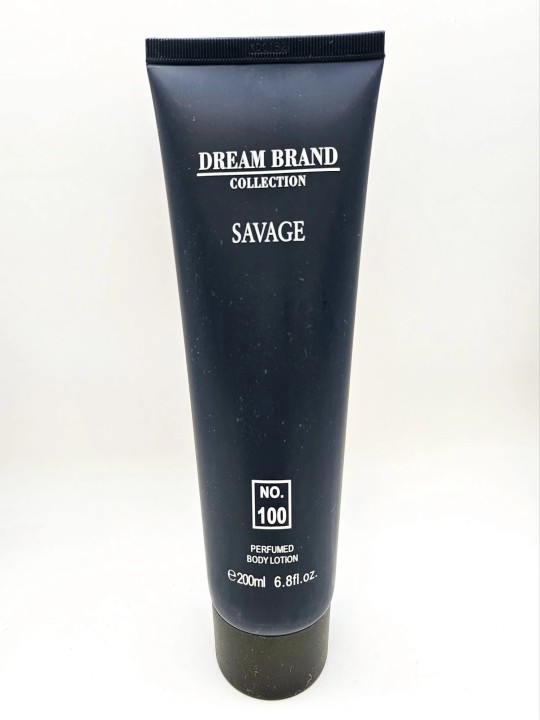 DREAM BRAND
COLLECTION
SAVAGE
NO.
100
PERFUMED
BODY LOTION
℮200ml 6.8fl.oz.